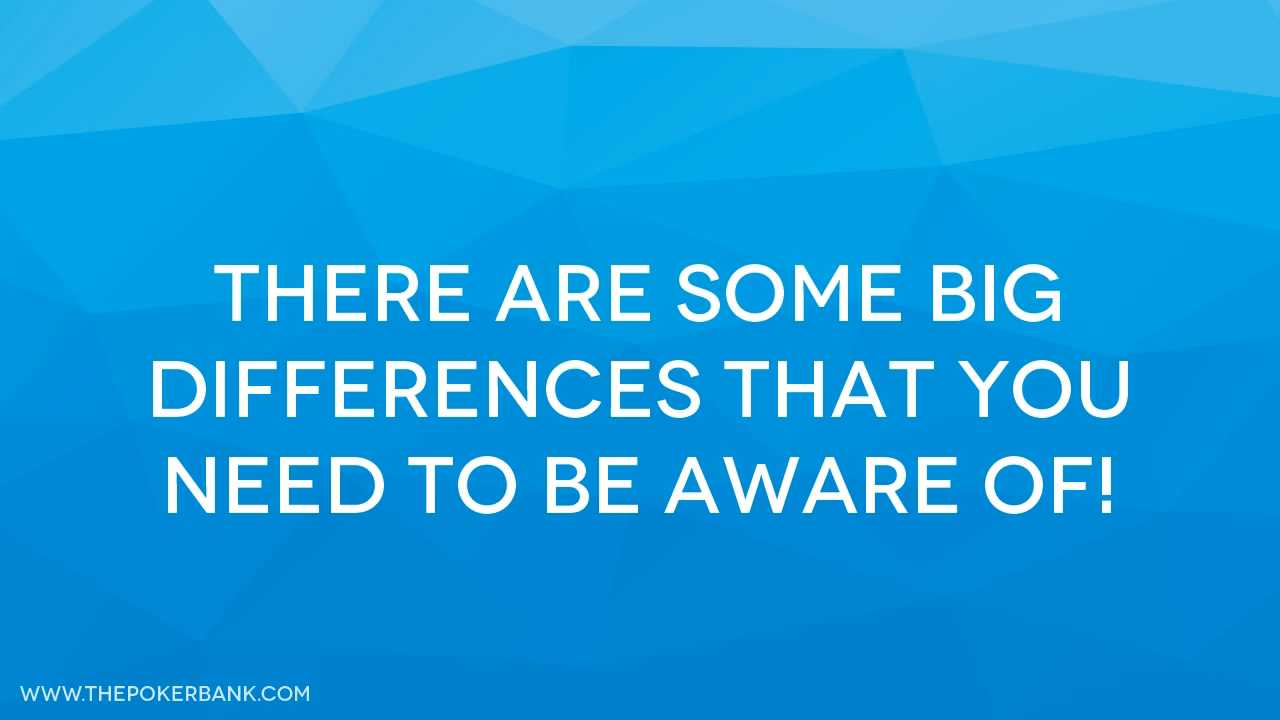 THERE ARE SOME BIG
DIFFERENCES THAT YOU
NEED TO BE AWARE OF!
WWW.THEPOKERBANK.COM